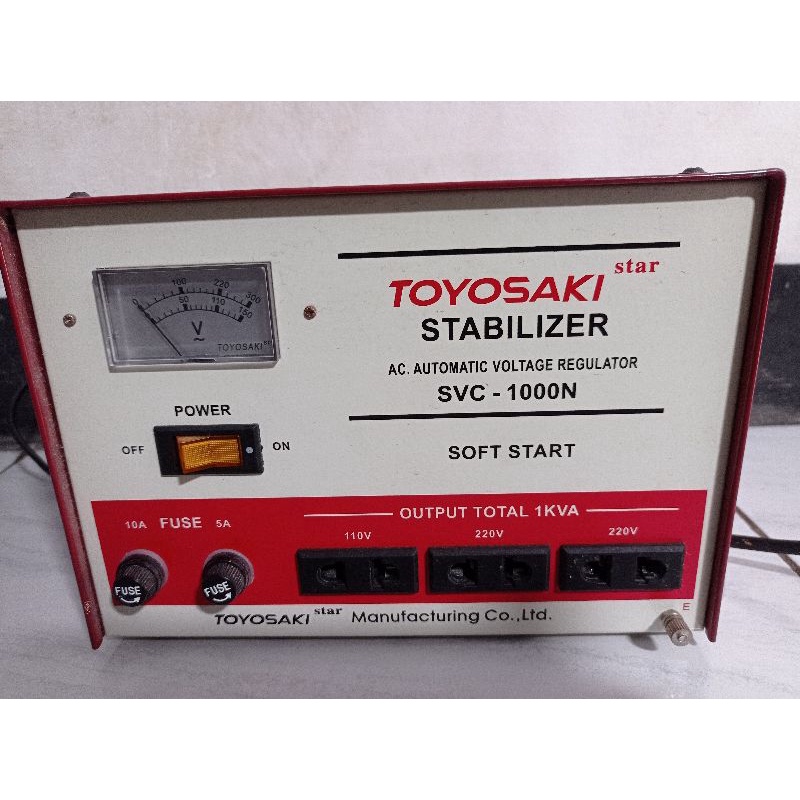 0 100 220 300
50 110 150
V
~
TOYOSAKI star
star
TOYOSAKI
STABILIZER
AC. AUTOMATIC VOLTAGE REGULATOR
SVC - 1000N
POWER
OFF ON
SOFT START
OUTPUT TOTAL 1KVA
10A FUSE 5A
110V 220V 220V
FUSE FUSE
E
TOYOSAKI star Manufacturing Co.,Ltd.